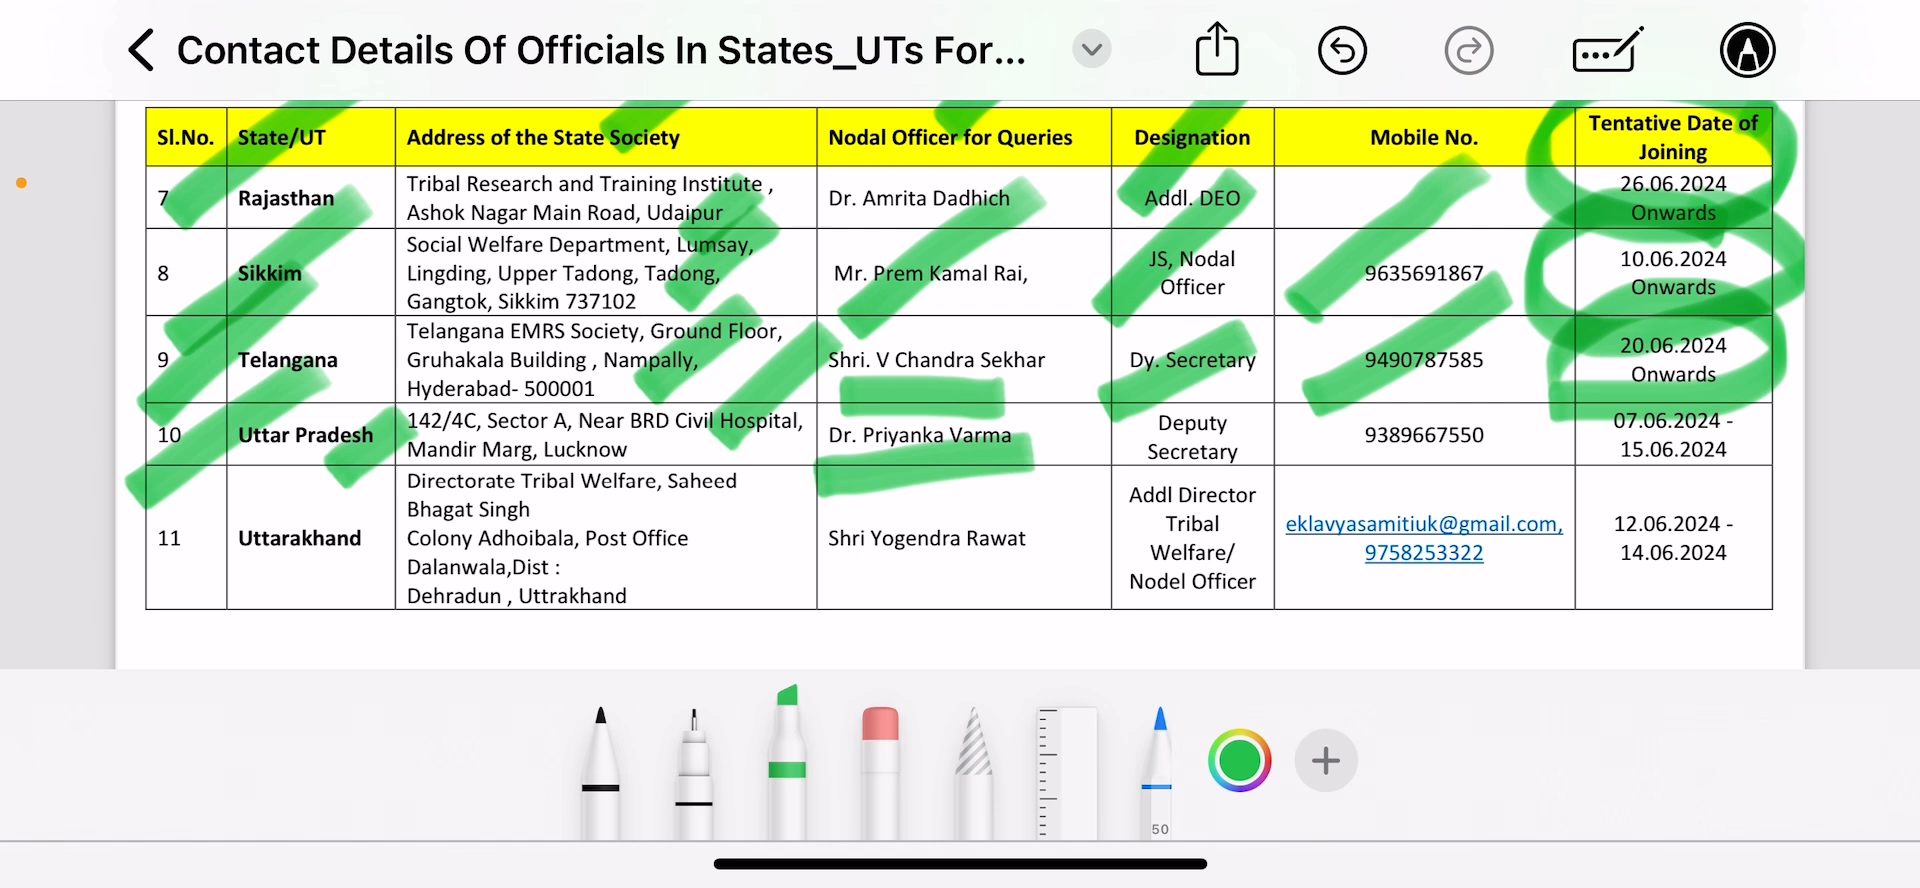 Contact Details Of Officials In States_UTs For...
Sl.No. State/UT Address of the State Society Nodal Officer for Queries Designation Mobile No. Tentative Date of Joining
7 Rajasthan Tribal Research and Training Institute , Ashok Nagar Main Road, Udaipur Dr. Amrita Dadhich Addl. DEO 26.06.2024 Onwards
8 Sikkim Social Welfare Department, Lumsay, Lingding, Upper Tadong, Tadong, Gangtok, Sikkim 737102 Mr. Prem Kamal Rai, JS, Nodal Officer 9635691867 10.06.2024 Onwards
9 Telangana Telangana EMRS Society, Ground Floor, Gruhakala Building , Nampally, Hyderabad- 500001 Shri. V Chandra Sekhar Dy. Secretary 9490787585 20.06.2024 Onwards
10 Uttar Pradesh 142/4C, Sector A, Near BRD Civil Hospital, Mandir Marg, Lucknow Dr. Priyanka Varma Deputy Secretary 9389667550 07.06.2024 - 15.06.2024
11 Uttarakhand Directorate Tribal Welfare, Saheed Bhagat Singh Colony Adhoibala, Post Office Dalanwala,Dist : Dehradun , Uttrakhand Shri Yogendra Rawat Addl Director Tribal Welfare/ Nodel Officer eklavyasamitiuk@gmail.com, 9758253322 12.06.2024 - 14.06.2024
50